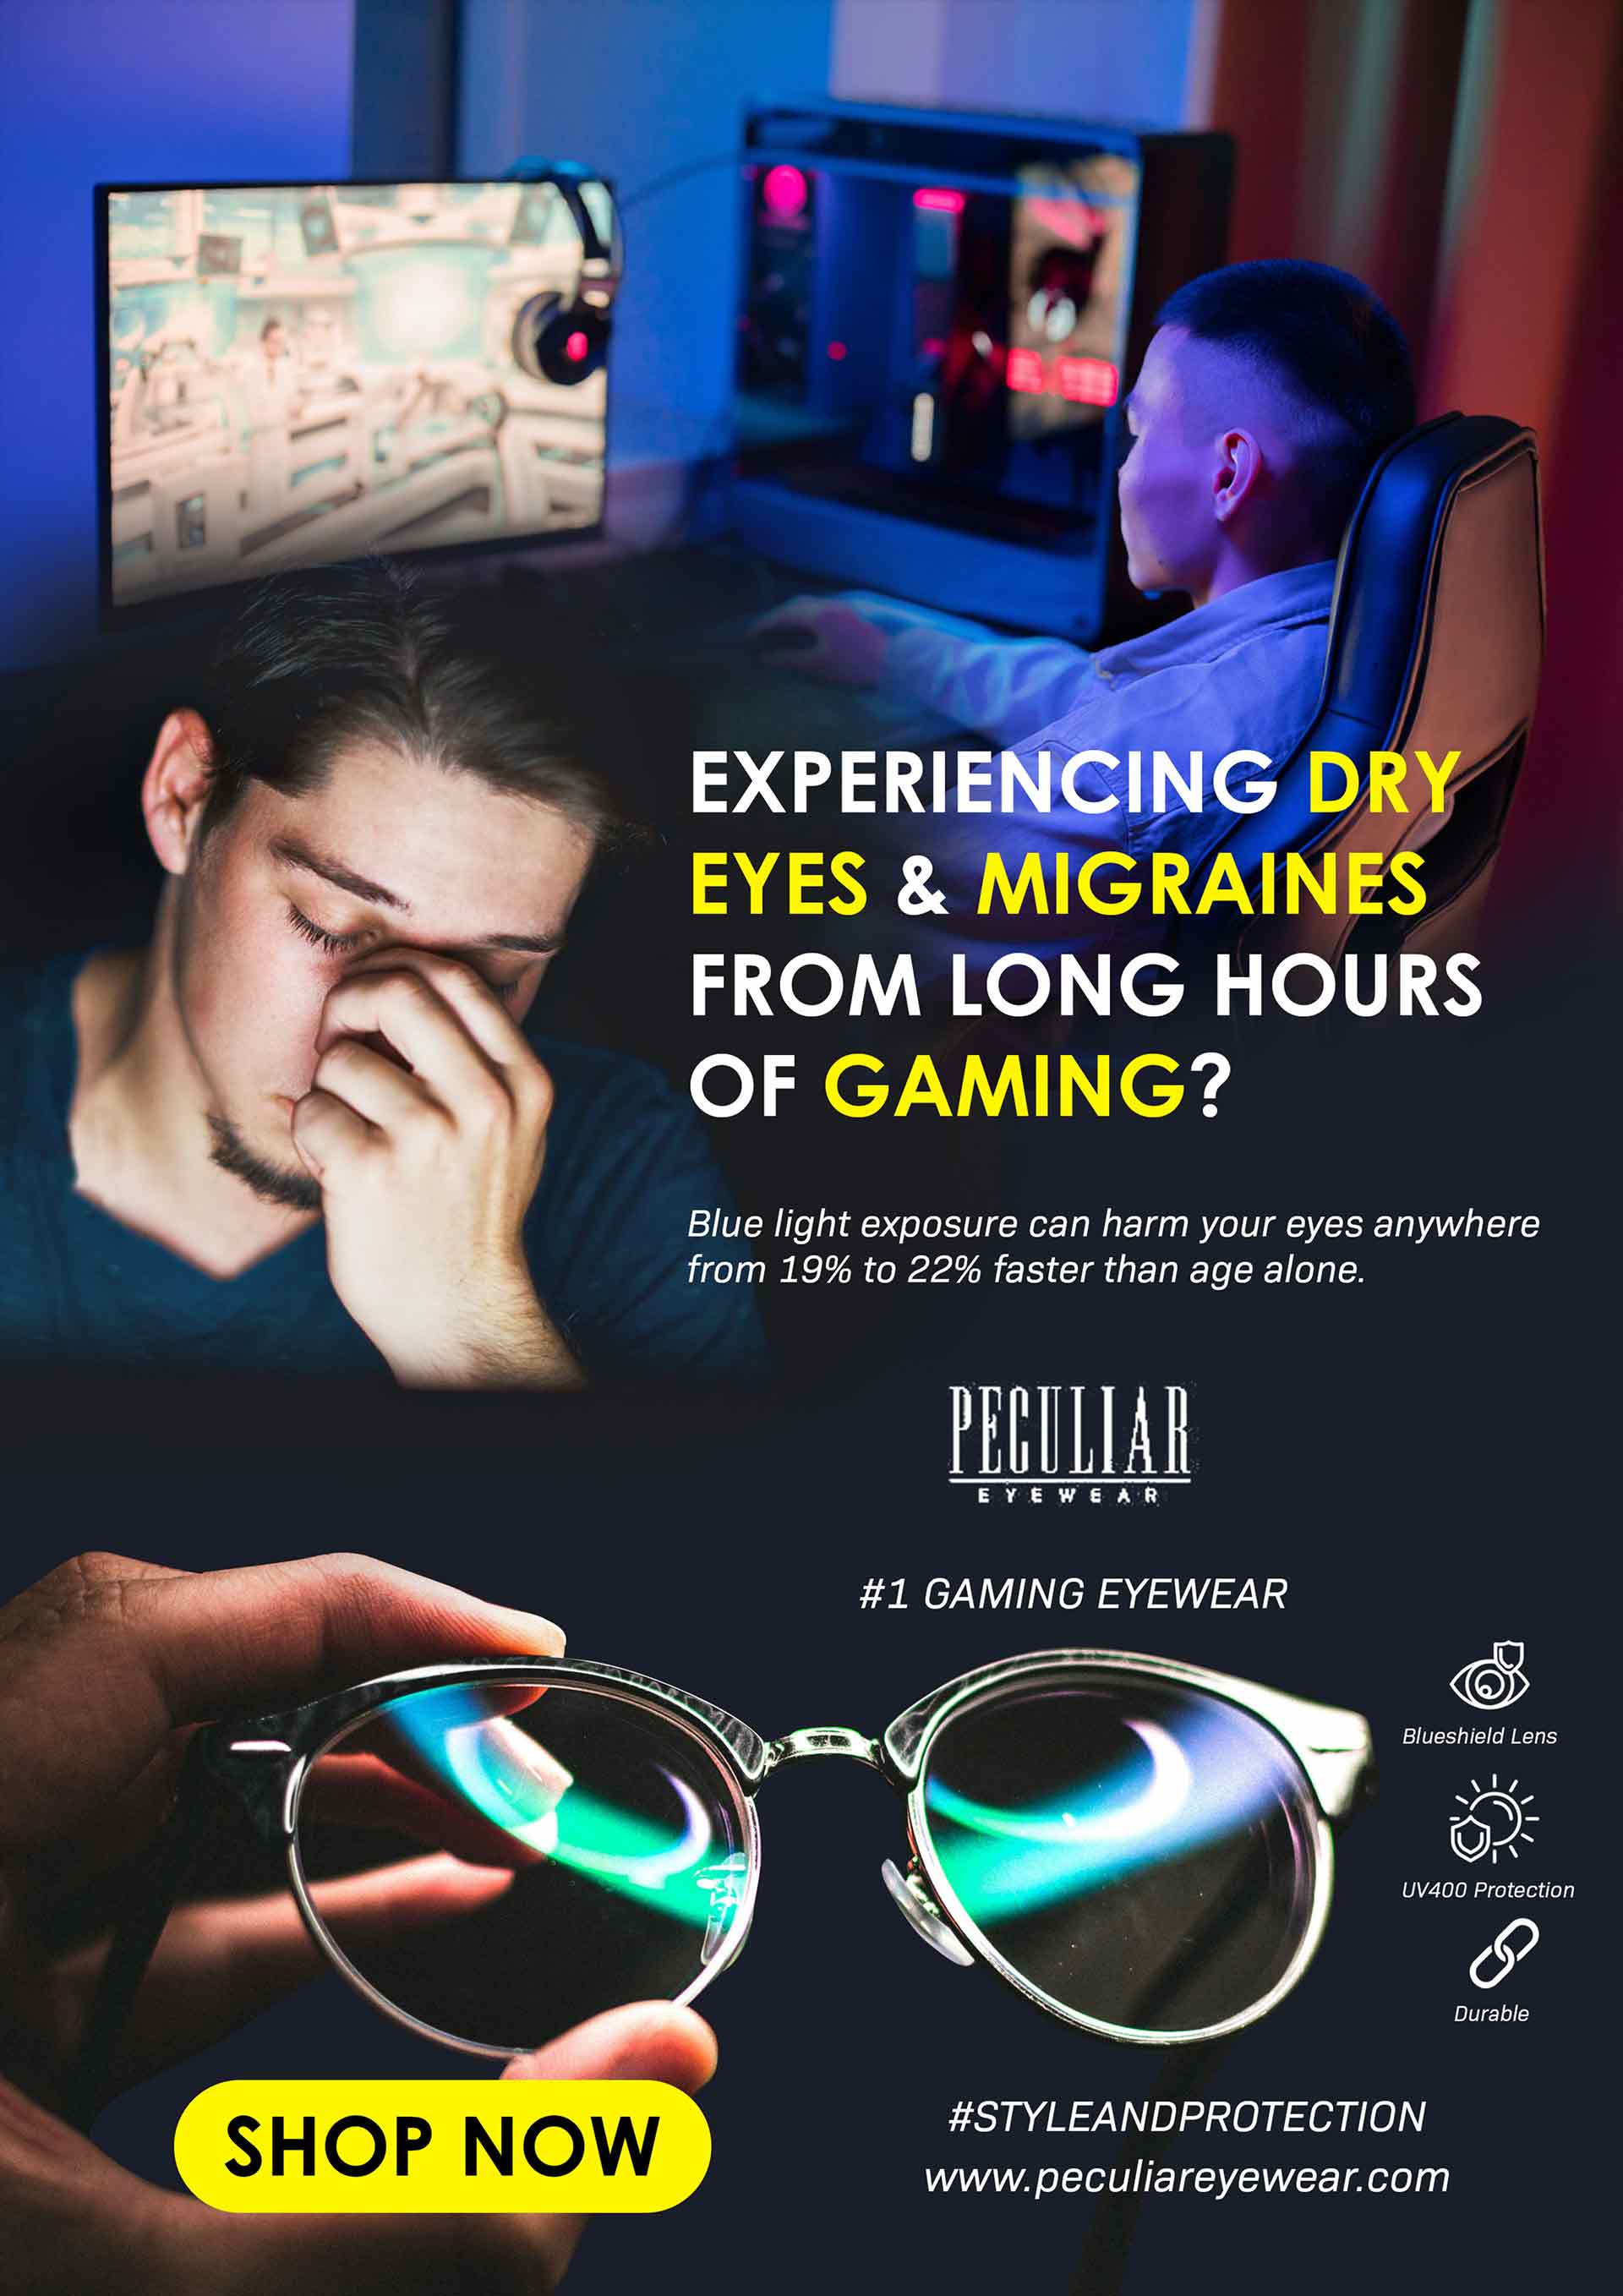 EXPERIENCING DRY
EYES & MIGRAINES
FROM LONG HOURS
OF GAMING?
Blue light exposure can harm your eyes anywhere
from 19% to 22% faster than age alone.
PECULIAR
EYEWEAR
#1 GAMING EYEWEAR
Blueshield Lens
UV400 Protection
Durable
SHOP NOW
#STYLEANDPROTECTION
www.peculiareyewear.com